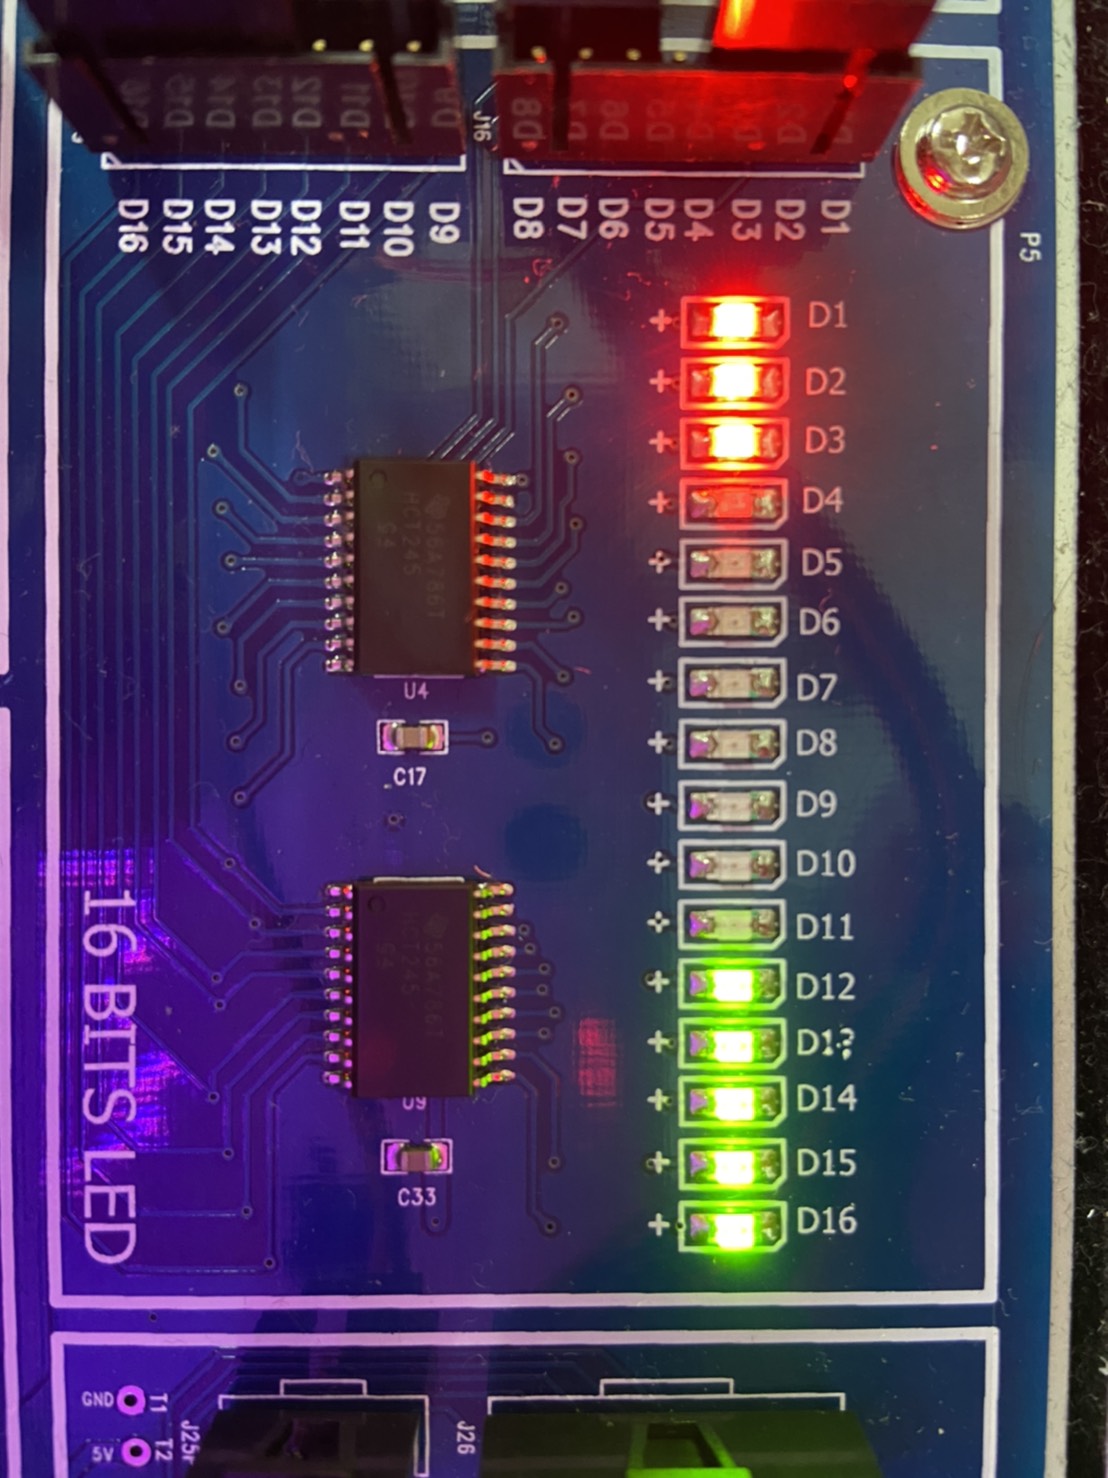 P5
D1 D2 D3 D4 D5 D6 D7 D8 D9 D10 D11 D12 D14 D15 D16
+ + + + + + + + + + + + + + + +
D1
D2
D3
D4
D5
D6
D7
D8
J16
D9
D10
D11
D12
D13
D14
D15
D16
56A786T
HCT245
G4
U4
C17
56A786T
HCT245
G4
U9
C33
16 BITS LED
J26
T1 T2
GND 5V